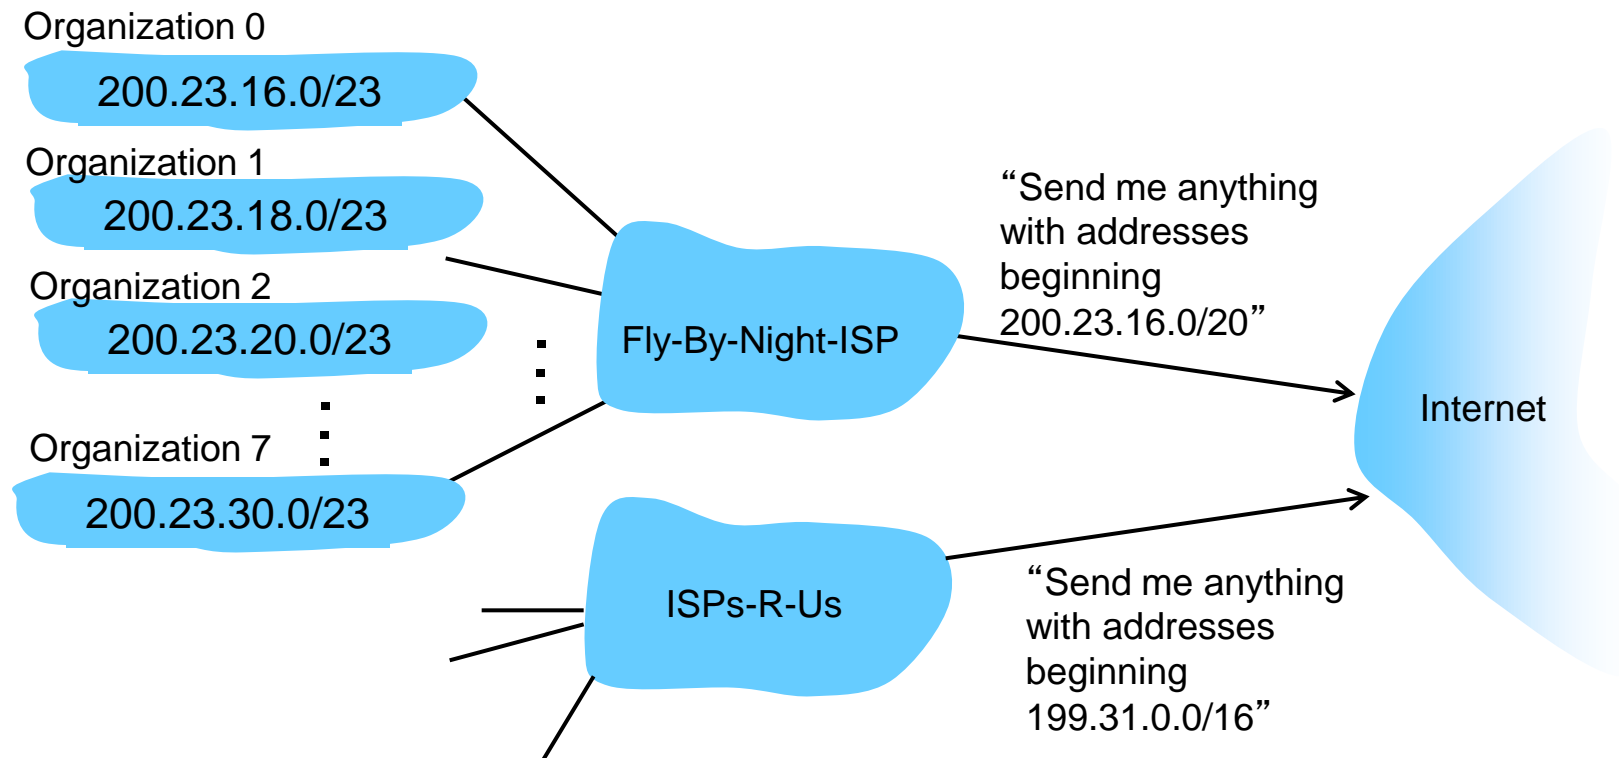 Organization 0
200.23.16.0/23
Organization 1
200.23.18.0/23
Organization 2
200.23.20.0/23
Organization 7
200.23.30.0/23
Fly-By-Night-ISP
“Send me anything
with addresses
beginning
200.23.16.0/20”
Internet
ISPs-R-Us
“Send me anything
with addresses
beginning
199.31.0.0/16”